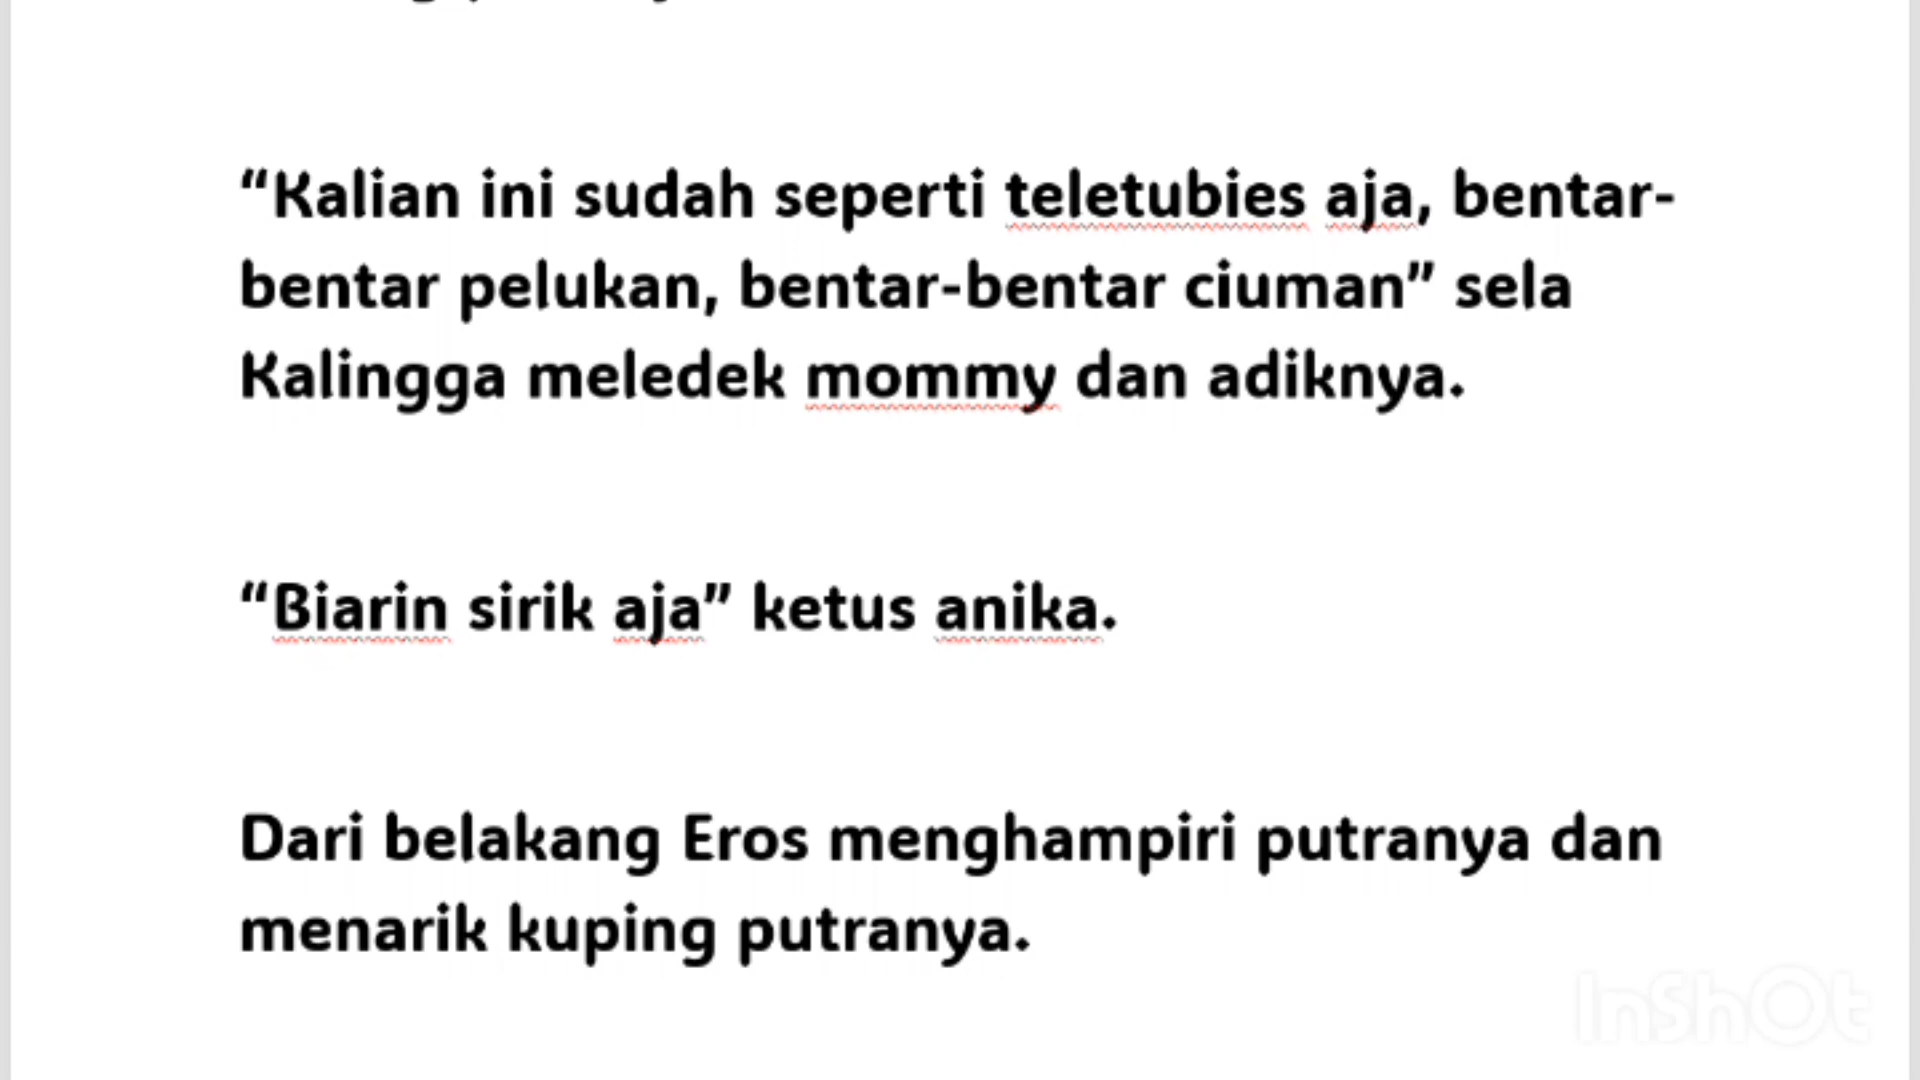 “Kalian ini sudah seperti teletubies aja, bentar-
bentar pelukan, bentar-bentar ciuman” sela
Kalingga meledek mommy dan adiknya.
“Biarin sirik aja” ketus anika.
Dari belakang Eros menghampiri putranya dan
menarik kuping putranya.
InShOt